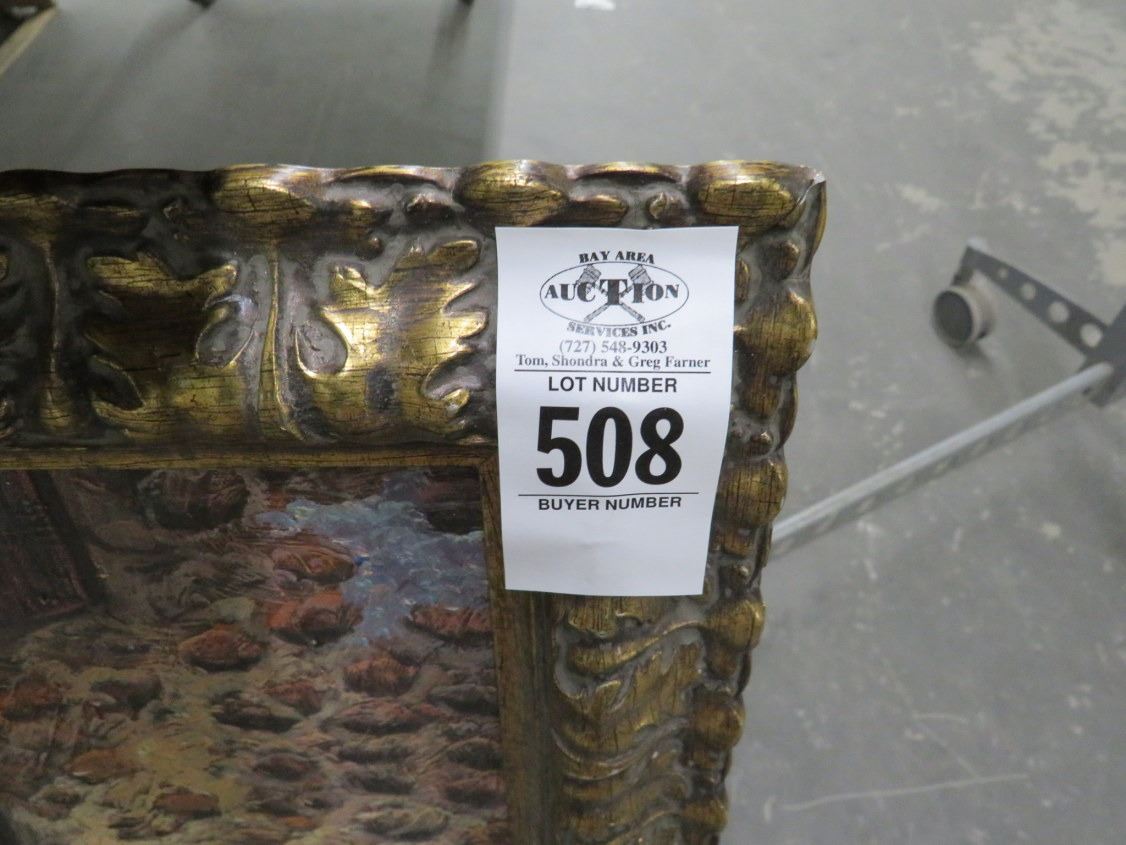 BAY AREA
AUCTION
SERVICES INC.
(727) 548-9303
Tom, Shondra & Greg Farner
LOT NUMBER
508
BUYER NUMBER